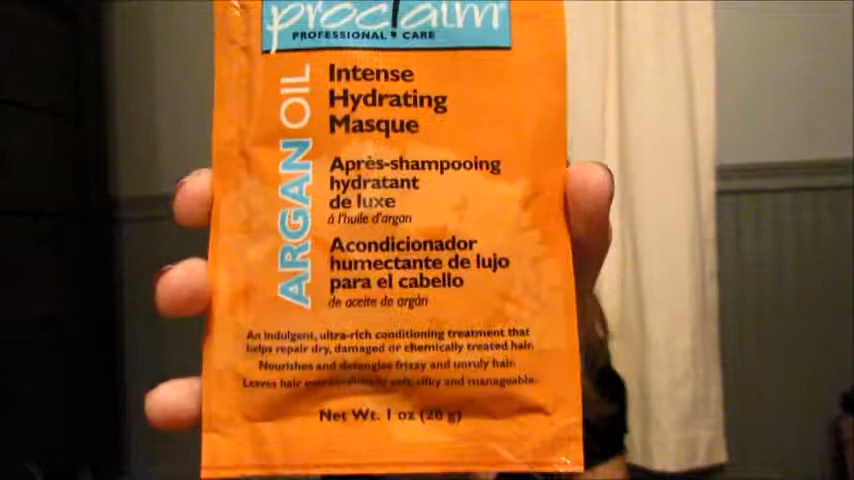 proclaim
PROFESSIONAL CARE
ARGAN OIL
Intense
Hydrating
Masque
Après-shampooing
hydratant
de luxe
à l'huile d'argan
Acondicionador
humectante de lujo
para el cabello
de aceite de argán
An indulgent, ultra-rich conditioning treatment that
helps repair dry, damaged or chemically treated hair.
Nourishes and detangles frizzy and unruly hair.
Leaves hair extraordinarily soft, silky and manageable.
Net Wt. 1 oz (28 g)